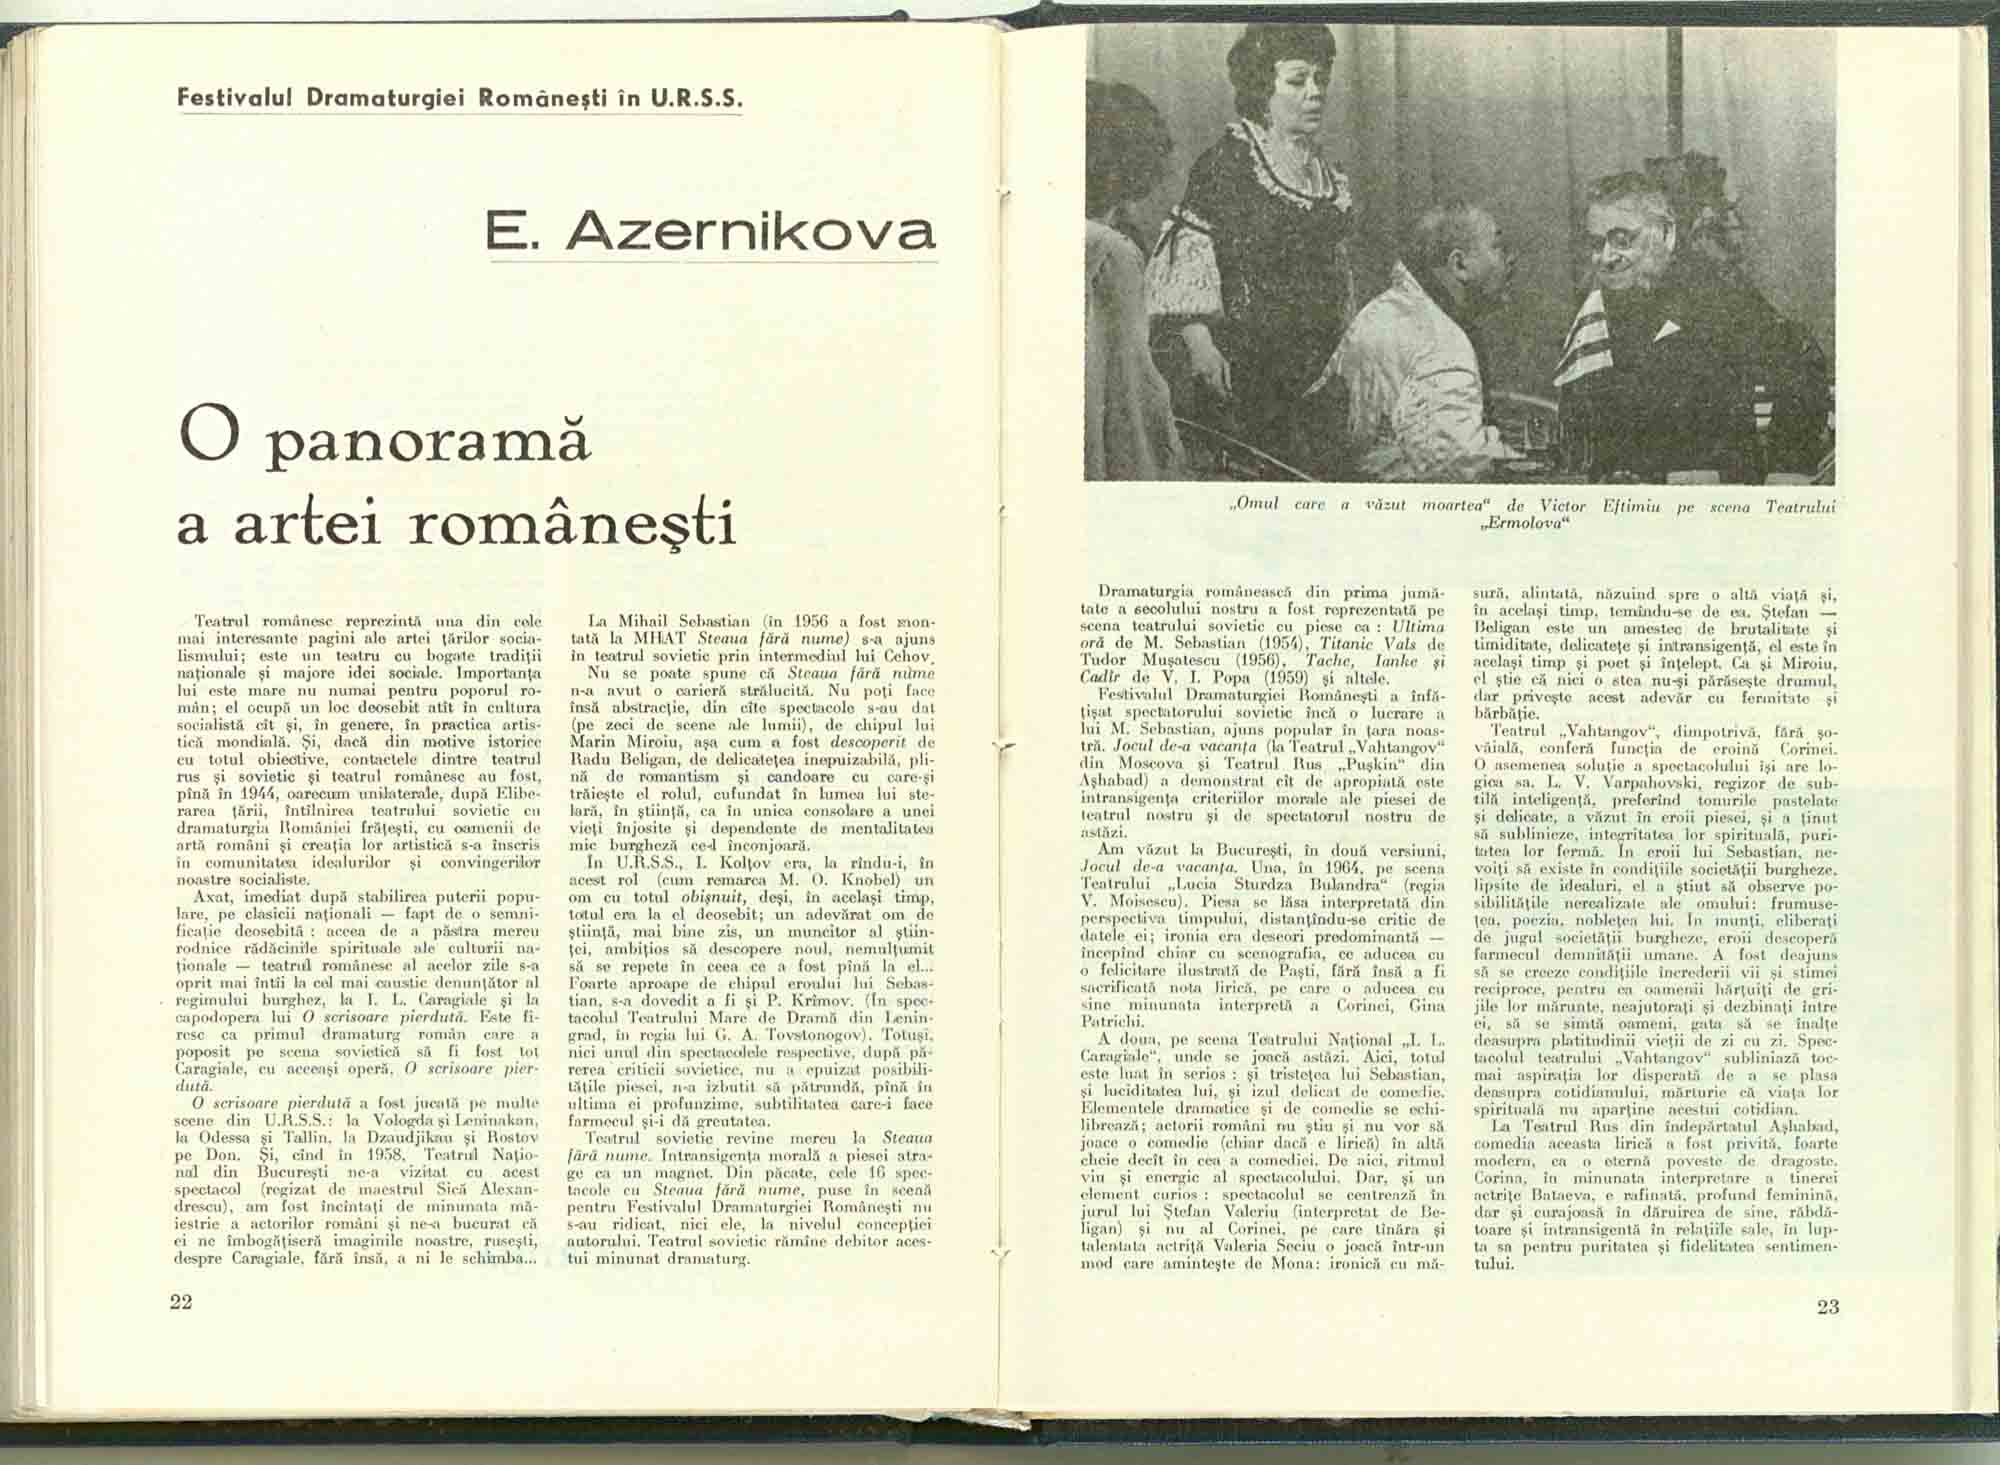 Festivalul Dramaturgiei Românești în U.R.S.S.
E. Azernikova
O panoramă
a artei românești
Teatrul românesc reprezintă una din cele
mai interesante pagini ale artei țărilor socia-
lismului; este un teatru cu bogate tradiții
naționale și majore idei sociale. Importanța
lui este mare nu numai pentru poporul ro-
mân; el ocupă un loc deosebit atît în cultura
socialistă cît și, în genere, în practica artis-
tică mondială. Și, dacă din motive istorice
cu totul obiective, contactele dintre teatrul
rus și sovietic și teatrul românesc au fost,
pînă în 1944, oarecum unilaterale, după Elibe-
rarea țării, întîlnirea teatrului sovietic cu
dramaturgia României frățești, cu oamenii de
artă români și creația lor artistică s-a înscris
în comunitatea idealurilor și convingerilor
noastre socialiste.
Axat, imediat după stabilirea puterii popu-
lare, pe clasicii naționali — fapt de o semni-
ficație deosebită : aceea de a păstra mereu
rodnice rădăcinile spirituale ale culturii na-
ționale — teatrul românesc al acelor zile s-a
oprit mai întîi la cel mai caustic denunțător al
regimului burghez, la I. L. Caragiale și la
capodopera lui O scrisoare pierdută. Este fi-
resc ca primul dramaturg român care a
poposit pe scena sovietică să fi fost tot
Caragiale, cu aceeași operă, O scrisoare pier-
dută.
O scrisoare pierdută a fost jucată pe multe
scene din U.R.S.S.: la Vologda și Leninakan,
la Odessa și Tallin, la Dzaudjikau și Rostov
pe Don. Și, cînd în 1958, Teatrul Națio-
nal din București ne-a vizitat cu acest
spectacol (regizat de maestrul Sică Alexan-
drescu), am fost încîntați de minunata mă-
iestrie a actorilor români și ne-a bucurat că
ei ne îmbogățiseră imaginile noastre, rusești,
despre Caragiale, fără însă, a ni le schimba...
La Mihail Sebastian (în 1956 a fost mon-
tată la MHAT Steaua fără nume) s-a ajuns
în teatrul sovietic prin intermediul lui Cehov.
Nu se poate spune că Steaua fără nume
n-a avut o carieră strălucită. Nu poți face
însă abstracție, din cîte spectacole s-au dat
(pe zeci de scene ale lumii), de chipul lui
Marin Miroiu, așa cum a fost descoperit de
Radu Beligan, de delicatețea inepuizabilă, pli-
nă de romantism și candoare cu care-și
trăiește el rolul, cufundat în lumea lui ste-
lară, în știință, ca în unica consolare a unei
vieți înjosite și dependente de mentalitatea
mic burgheză ce-l înconjoară.
In U.R.S.S., I. Kolțov era, la rîndu-i, în
acest rol (cum remarca M. O. Knobel) un
om cu totul obișnuit, deși, în același timp,
totul era la el deosebit; un adevărat om de
știință, mai bine zis, un muncitor al știin-
ței, ambițios să descopere noul, nemulțumit
să se repete în ceea ce a fost pînă la el...
Foarte aproape de chipul eroului lui Sebas-
tian, s-a dovedit a fi și P. Krîmov. (In spec-
tacolul Teatrului Mare de Dramă din Lenin-
grad, în regia lui G. A. Tovstonogov). Totuși,
nici unul din spectacolele respective, după pă-
rerea criticii sovietice, nu a epuizat posibili-
tățile piesei, n-a izbutit să pătrundă, pînă în
ultima ei profunzime, subtilitatea care-i face
farmecul și-i dă greutatea.
Teatrul sovietic revine mereu la Steaua
fără nume. Intransigența morală a piesei atra-
ge ca un magnet. Din păcate, cele 16 spec-
tacole cu Steaua fără nume, puse în scenă
pentru Festivalul Dramaturgiei Românești nu
s-au ridicat, nici ele, la nivelul concepției
autorului. Teatrul sovietic rămîne debitor aces-
tui minunat dramaturg.
22
„Omul care a văzut moartea“ de Victor Eftimiu pe scena Teatrului
„Ermolova“
Dramaturgia românească din prima jumă-
tate a secolului nostru a fost reprezentată pe
scena teatrului sovietic cu piese ca : Ultima
oră de M. Sebastian (1954), Titanic Vals de
Tudor Mușatescu (1956), Tache, Ianke și
Cadîr de V. I. Popa (1959) și altele.
Festivalul Dramaturgiei Românești a înfă-
țișat spectatorului sovietic încă o lucrare a
lui M. Sebastian, ajuns popular în țara noas-
tră. Jocul de-a vacanța (la Teatrul „Vahtangov“
din Moscova și Teatrul Rus „Pușkin“ din
Așhabad) a demonstrat cît de apropiată este
intransigența criteriilor morale ale piesei de
teatrul nostru și de spectatorul nostru de
astăzi.
Am văzut la București, în două versiuni,
Jocul de-a vacanța. Una, în 1964, pe scena
Teatrului „Lucia Sturdza Bulandra“ (regia
V. Moisescu). Piesa se lăsa interpretată din
perspectiva timpului, distanțîndu-se critic de
datele ei; ironia era deseori predominantă —
începînd chiar cu scenografia, ce aducea cu
o felicitare ilustrată de Paști, fără însă a fi
sacrificată nota lirică, pe care o aducea cu
sine minunata interpretă a Corinei, Gina
Patrichi.
A doua, pe scena Teatrului Național „I. L.
Caragiale“, unde se joacă astăzi. Aici, totul
este luat în serios : și tristețea lui Sebastian,
și luciditatea lui, și izul delicat de comedie.
Elementele dramatice și de comedie se echi-
librează; actorii români nu știu și nu vor să
joace o comedie (chiar dacă e lirică) în altă
cheie decît în cea a comediei. De aici, ritmul
viu și energic al spectacolului. Dar, și un
element curios : spectacolul se centrează în
jurul lui Ștefan Valeriu (interpretat de Be-
ligan) și nu al Corinei, pe care tînăra și
talentata actriță Valeria Seciu o joacă într-un
mod care amintește de Mona: ironică cu mă-
sură, alintată, năzuind spre o altă viață și,
în același timp, temîndu-se de ea. Ștefan —
Beligan este un amestec de brutalitate și
timiditate, delicatețe și intransigență, el este în
același timp și poet și înțelept. Ca și Miroiu,
el știe că nici o stea nu-și părăsește drumul,
dar privește acest adevăr cu fermitate și
bărbăție.
Teatrul „Vahtangov“, dimpotrivă, fără șo-
văială, conferă funcția de eroină Corinei.
O asemenea soluție a spectacolului își are lo-
gica sa. L. V. Varpahovski, regizor de sub-
tilă inteligență, preferînd tonurile pastelate
și delicate, a văzut în eroii piesei, și a ținut
să sublinieze, integritatea lor spirituală, puri-
tatea lor fermă. In eroii lui Sebastian, ne-
voiți să existe în condițiile societății burgheze,
lipsite de idealuri, el a știut să observe po-
sibilitățile nerealizate ale omului: frumuse-
țea, poezia, noblețea lui. In munți, eliberați
de jugul societății burgheze, eroii descoperă
farmecul demnității umane. A fost deajuns
să se creeze condițiile încrederii vii și stimei
reciproce, pentru ca oamenii hărțuiți de gri-
jile lor mărunte, neajutorați și dezbinați între
ei, să se simtă oameni, gata să se înalțe
deasupra platitudinii vieții de zi cu zi. Spec-
tacolul teatrului „Vahtangov“ subliniază toc-
mai aspirația lor disperată de a se plasa
deasupra cotidianului, mărturie că viața lor
spirituală nu aparține acestui cotidian.
La Teatrul Rus din îndepărtatul Așhabad,
comedia aceasta lirică a fost privită, foarte
modern, ca o eternă poveste de dragoste.
Corina, în minunata interpretare a tinerei
actrițe Bataeva, e rafinată, profund feminină,
dar și curajoasă în dăruirea de sine, răbdă-
toare și intransigentă în relațiile sale, în lup-
ta sa pentru puritatea și fidelitatea sentimen-
tului.
23